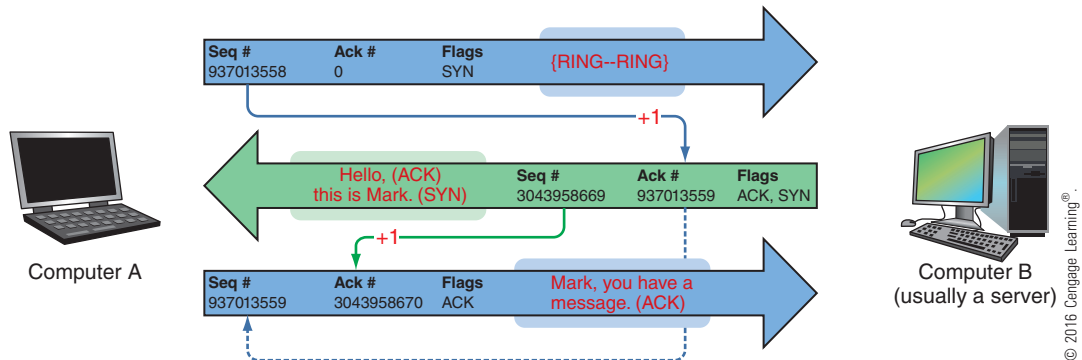 Seq # Ack # Flags
937013558 0 SYN
{RING--RING}
+1
Hello, (ACK)
this is Mark. (SYN)
Seq # Ack # Flags
3043958669 937013559 ACK, SYN
+1
Seq # Ack # Flags
937013559 3043958670 ACK
Mark, you have a
message. (ACK)
Computer A
Computer B
(usually a server)
© 2016 Cengage Learning®.